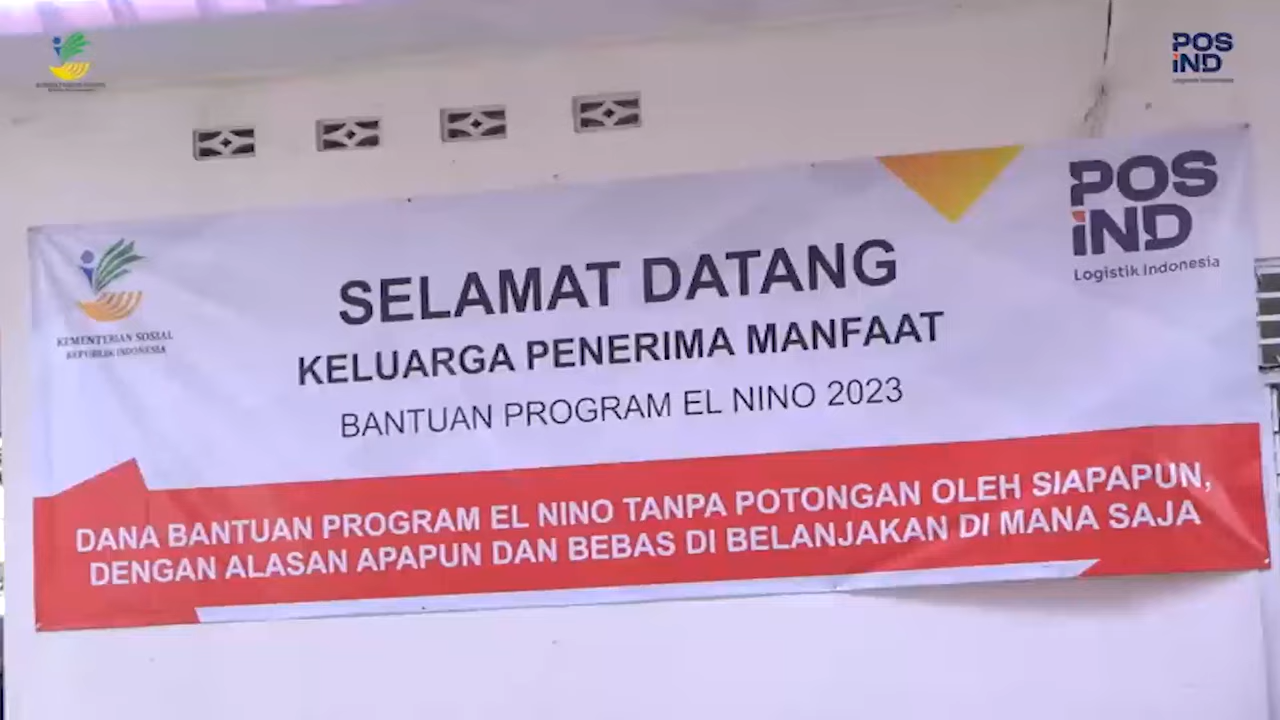 POS
IND
SELAMAT DATANG
KELUARGA PENERIMA MANFAAT
BANTUAN PROGRAM EL NINO 2023
KEMENTERIAN SOSIAL
REPUBLIK INDONESIA
POS
IND
Logistik Indonesia
DANA BANTUAN PROGRAM EL NINO TANPA POTONGAN OLEH SIAPAPUN,
DENGAN ALASAN APAPUN DAN BEBAS DI BELANJAKAN DI MANA SAJA